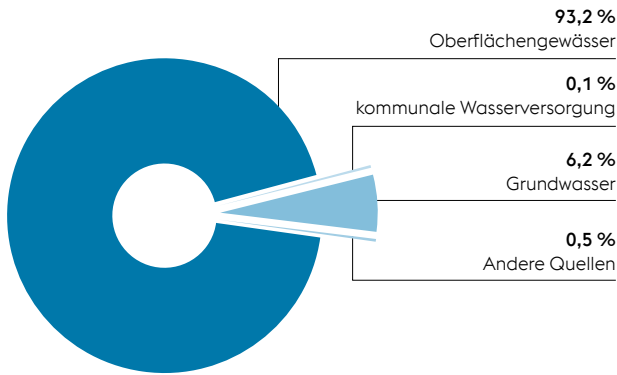 93,2 %
Oberflächengewässer
0,1 %
kommunale Wasserversorgung
6,2 %
Grundwasser
0,5 %
Andere Quellen